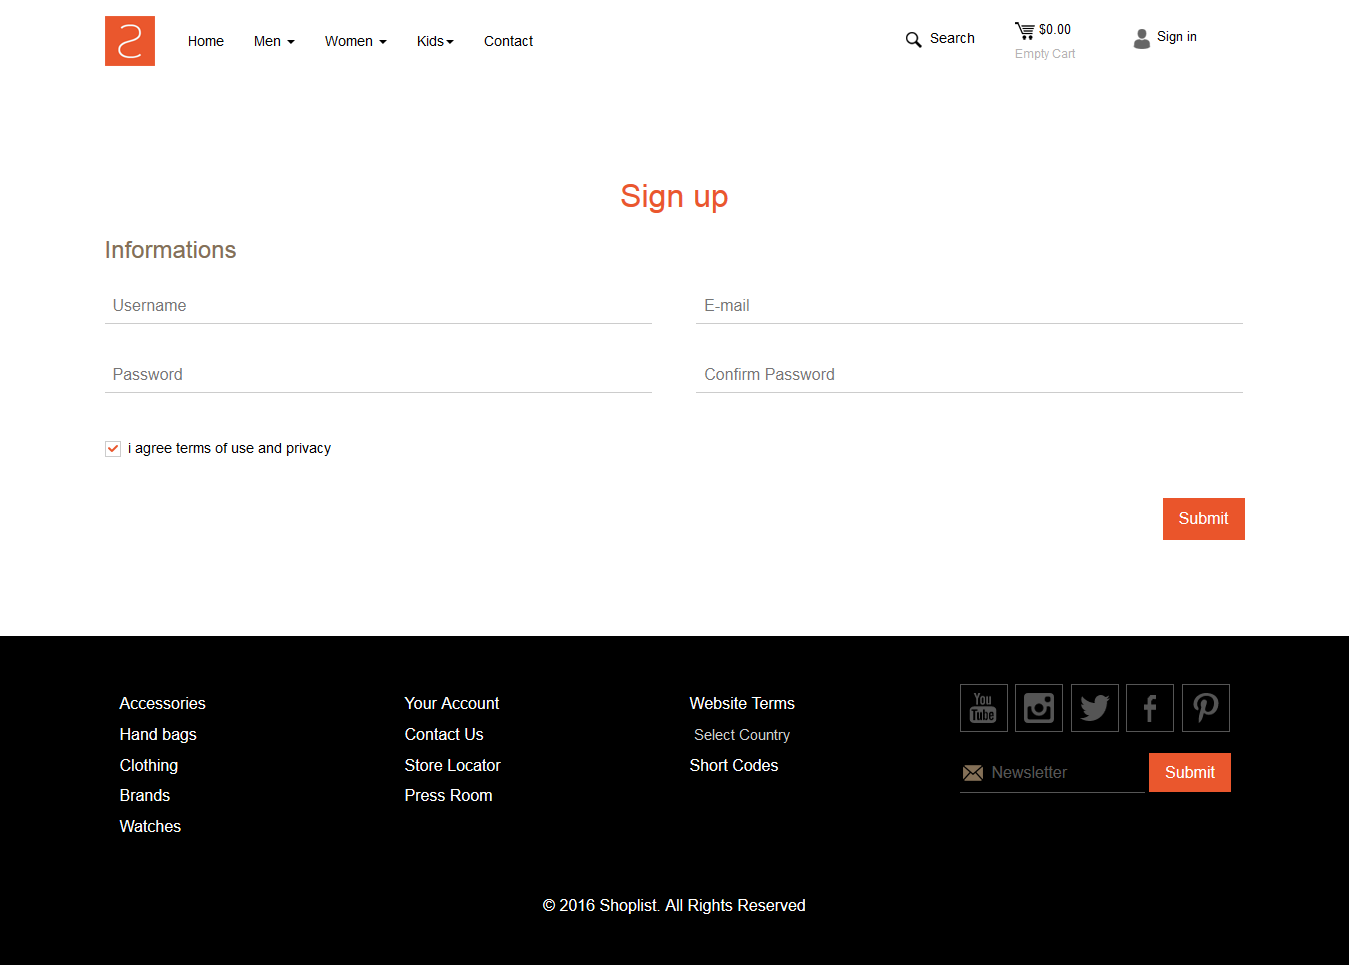 Home Men Women Kids Contact Search $0.00 Sign in
Empty Cart
Sign up
Informations
Username E-mail
Password Confirm Password
i agree terms of use and privacy
Submit
Accessories
Hand bags
Clothing
Brands
Watches
Your Account
Contact Us
Store Locator
Press Room
Website Terms
Select Country
Short Codes
You Tube
Newsletter Submit
© 2016 Shoplist. All Rights Reserved